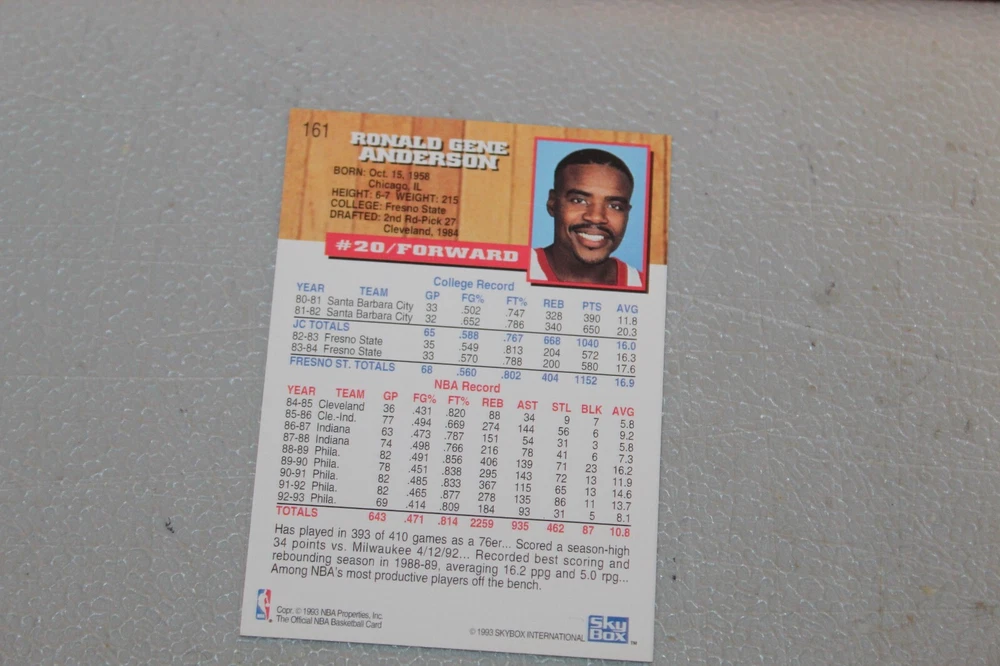 161
RONALD GENE
ANDERSON
BORN: Oct. 15, 1958
Chicago, IL
HEIGHT: 6-7 WEIGHT: 215
COLLEGE: Fresno State
DRAFTED: 2nd Rd-Pick 27
Cleveland, 1984
#20/FORWARD
College Record
YEAR TEAM GP FG% FT% REB PTS AVG
80-81 Santa Barbara City 33 .502 .747 328 390 11.8
81-82 Santa Barbara City 32 .652 .786 340 650 20.3
JC TOTALS 65 .588 .767 668 1040 16.0
82-83 Fresno State 35 .549 .813 204 572 16.3
83-84 Fresno State 33 .570 .788 200 580 17.6
FRESNO ST. TOTALS 68 .560 .802 404 1152 16.9
NBA Record
YEAR TEAM GP FG% FT% REB AST STL BLK AVG
84-85 Cleveland 36 .431 .820 88 34 9 7 5.8
85-86 Cle.-Ind. 77 .494 .669 274 144 56 6 9.2
86-87 Indiana 63 .473 .787 151 54 31 3 5.8
87-88 Indiana 74 .498 .766 216 78 41 6 7.3
88-89 Phila. 82 .491 .856 406 139 71 23 16.2
89-90 Phila. 78 .451 .838 295 143 72 13 11.9
90-91 Phila. 82 .485 .833 367 115 65 13 14.6
91-92 Phila. 82 .465 .877 278 135 86 11 13.7
92-93 Phila. 69 .414 .809 184 93 31 5 8.1
TOTALS 643 .471 .814 2259 935 462 87 10.8
Has played in 393 of 410 games as a 76er... Scored a season-high
34 points vs. Milwaukee 4/12/92... Recorded best scoring and
rebounding season in 1988-89, averaging 16.2 ppg and 5.0 rpg...
Among NBA's most productive players off the bench.
NBA
Copr. © 1993 NBA Properties, Inc
The Official NBA Basketball Card
© 1993 SKYBOX INTERNATIONAL
Sky
Box
TM